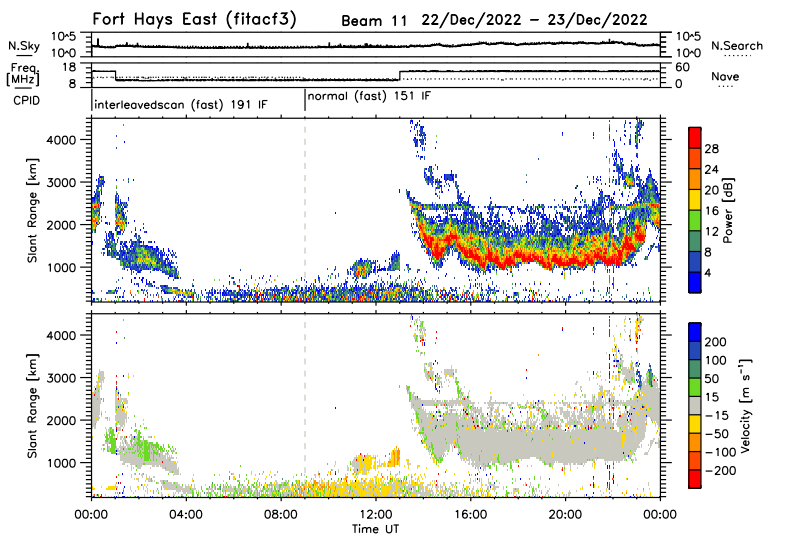 Fort Hays East (fitacf3) Beam 11 22/Dec/2022 − 23/Dec/2022
N.Sky 10^5 10^0 10^5 10^0 N.Search
Freq. [MHz] 18 8 60 0 Nave
CPID interleavedscan (fast) 191 IF normal (fast) 151 IF
Slant Range [km]
4000
3000
2000
1000
28
24
20
16
12
8
4
Power [dB]
Slant Range [km]
4000
3000
2000
1000
200
100
50
15
−15
−50
−100
−200
Velocity [m s⁻¹]
00:00 04:00 08:00 12:00 16:00 20:00 00:00
Time UT